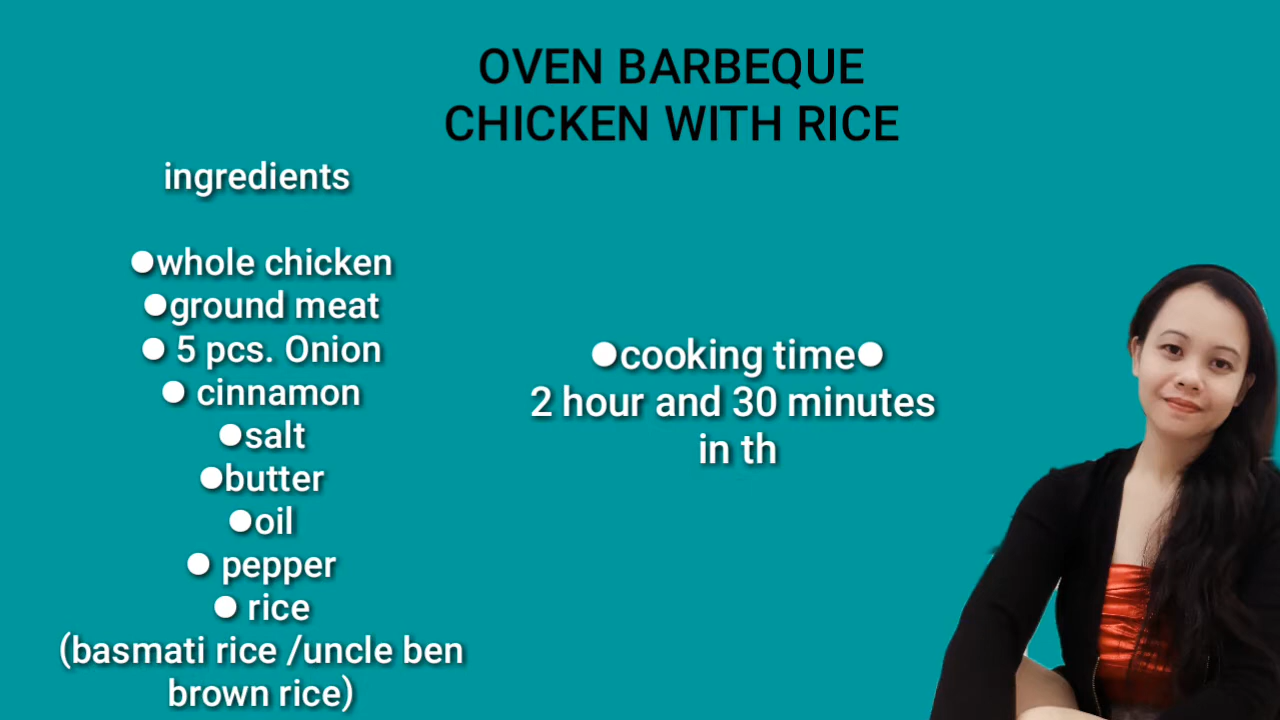 OVEN BARBEQUE
CHICKEN WITH RICE
ingredients
●whole chicken
●ground meat
● 5 pcs. Onion
● cinnamon
●salt
●butter
●oil
● pepper
● rice
(basmati rice /uncle ben
brown rice)
●cooking time●
2 hour and 30 minutes
in th